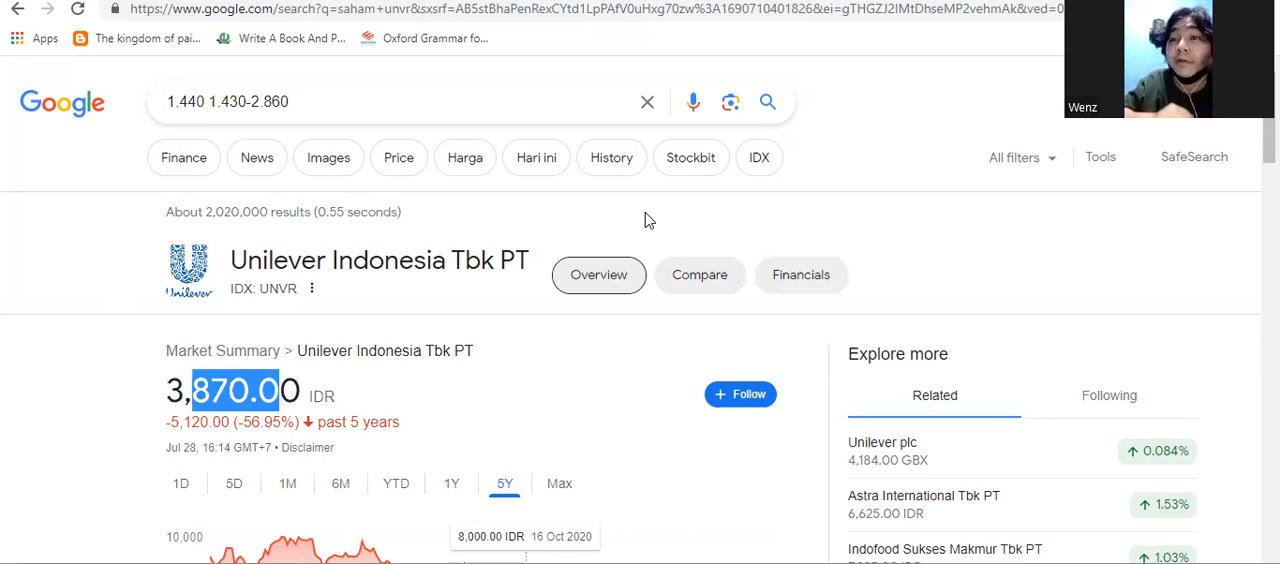 https://www.google.com/search?q=saham+unvr&sxsrf=AB5stBhaPenRexCYtd1LpPAfV0uHxg70zw%3A1690710401826&ei=gTHGZJ2IMtDhseMP2vehmAk&ved=0
Apps
The kingdom of pai...
Write A Book And P...
Oxford Grammar fo...
Wenz
Google
1.440 1.430-2.860
Finance
News
Images
Price
Harga
Hari ini
History
Stockbit
IDX
All filters
Tools
SafeSearch
About 2,020,000 results (0.55 seconds)
Unilever
Unilever Indonesia Tbk PT
IDX: UNVR
Overview
Compare
Financials
Market Summary > Unilever Indonesia Tbk PT
3,870.00 IDR
+ Follow
-5,120.00 (-56.95%) ↓ past 5 years
Jul 28, 16:14 GMT+7 • Disclaimer
1D
5D
1M
6M
YTD
1Y
5Y
Max
10,000
8,000.00 IDR 16 Oct 2020
Explore more
Related
Following
Unilever plc
4,184.00 GBX
↑ 0.084%
Astra International Tbk PT
6,625.00 IDR
↑ 1.53%
Indofood Sukses Makmur Tbk PT
↑ 1.03%